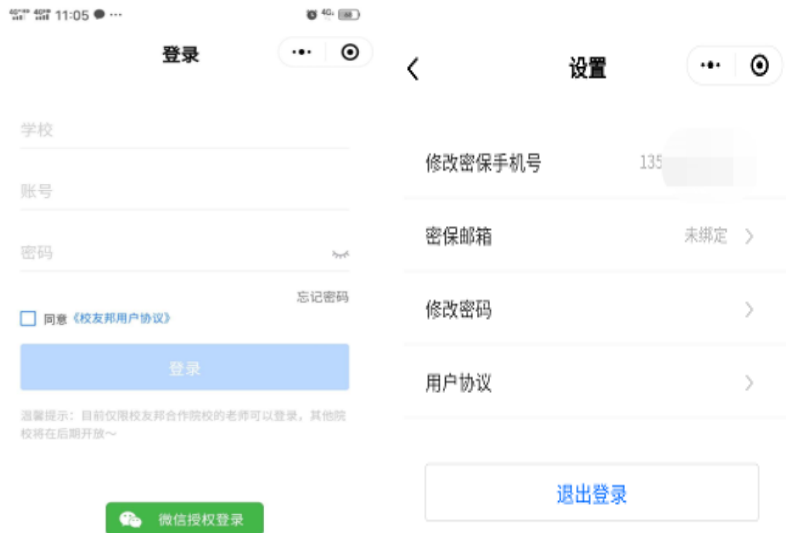 11:05
4G
登录
学校
账号
密码
忘记密码
同意《校友邦用户协议》
登录
温馨提示：目前仅限校友邦合作院校的老师可以登录，其他院
校将在后期开放～
微信授权登录
设置
修改密保手机号 135
密保邮箱 未绑定
修改密码
用户协议
退出登录